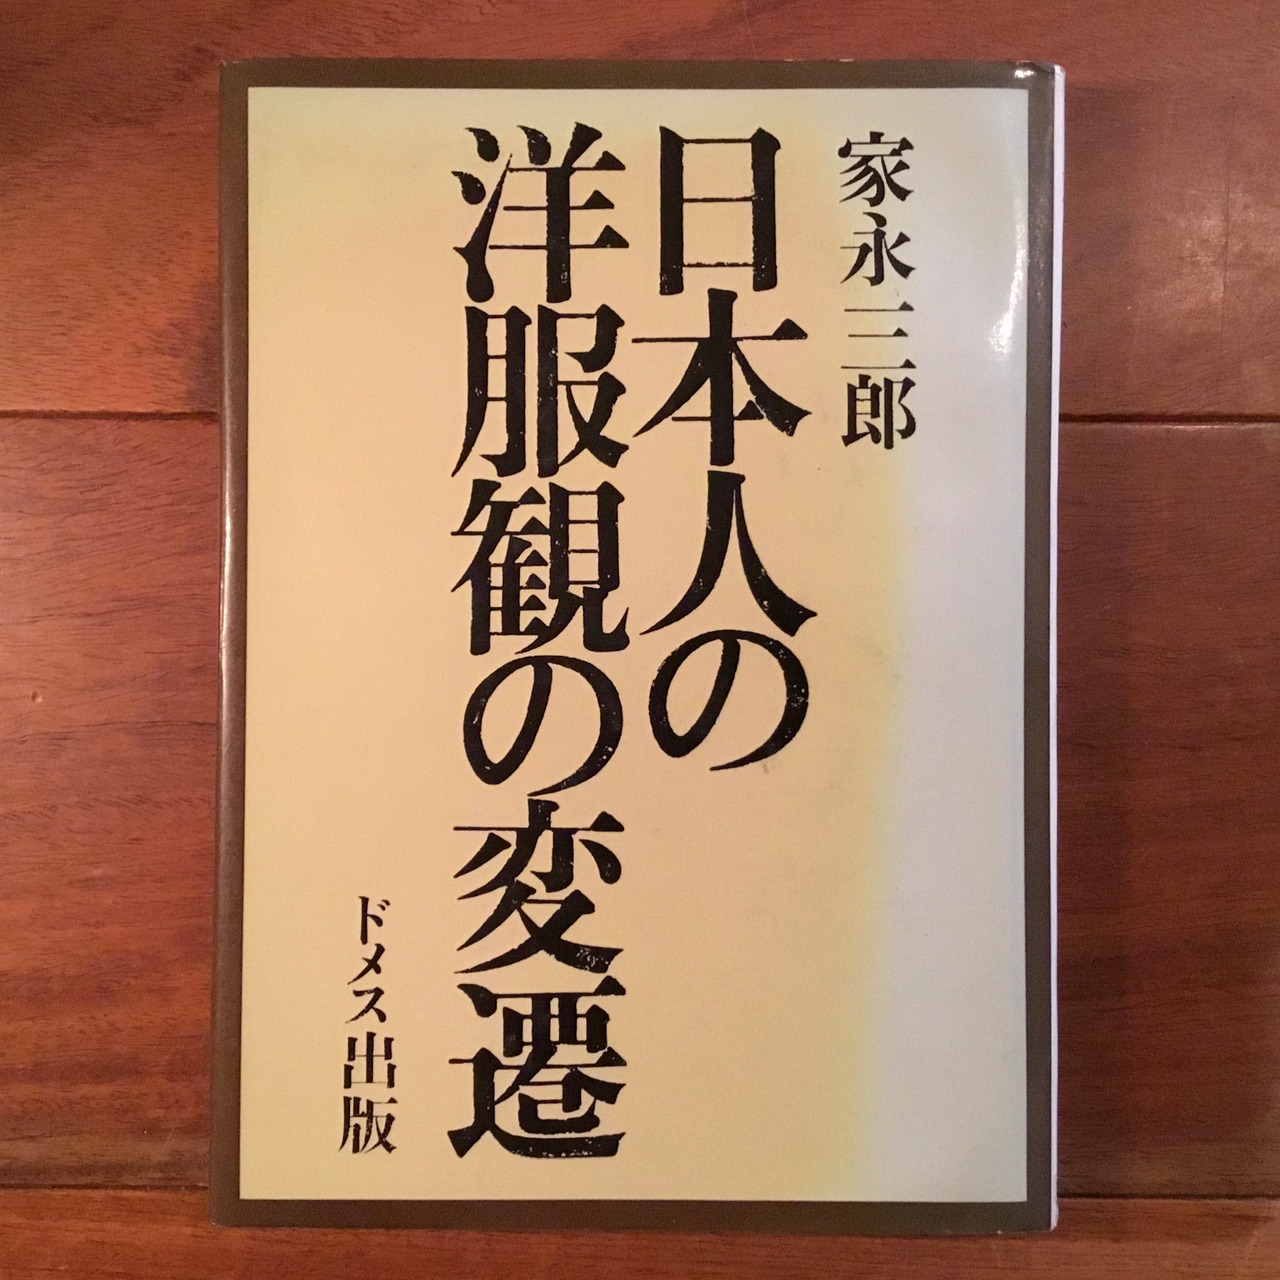 家永三郎
日本人の
洋服観の変遷
ドメス出版